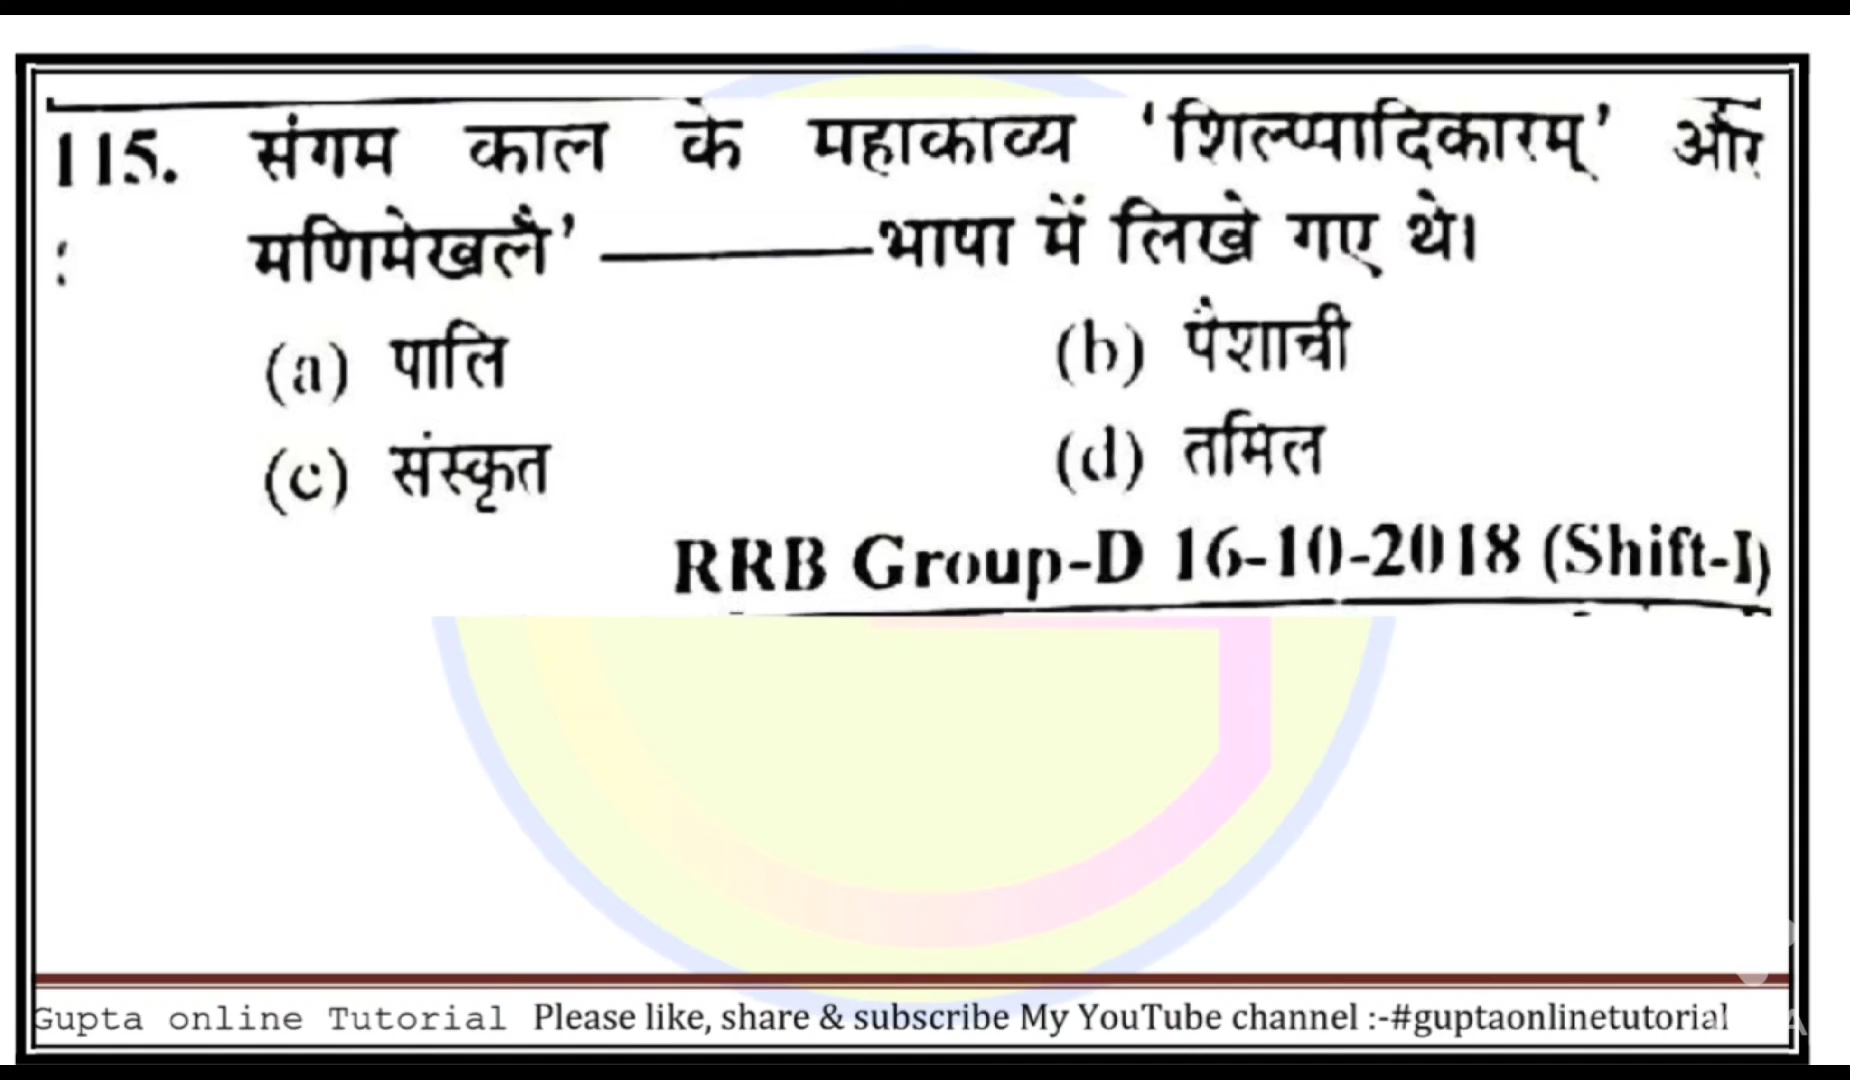 115. संगम काल के महाकाव्य 'शिल्प्पादिकारम्' और
: मणिमेखलै' ________ भाषा में लिखे गए थे।
(a) पालि (b) पैशाची
(c) संस्कृत (d) तमिल
RRB Group-D 16-10-2018 (Shift-I)
Gupta online Tutorial Please like, share & subscribe My YouTube channel :-#guptaonlinetutorial